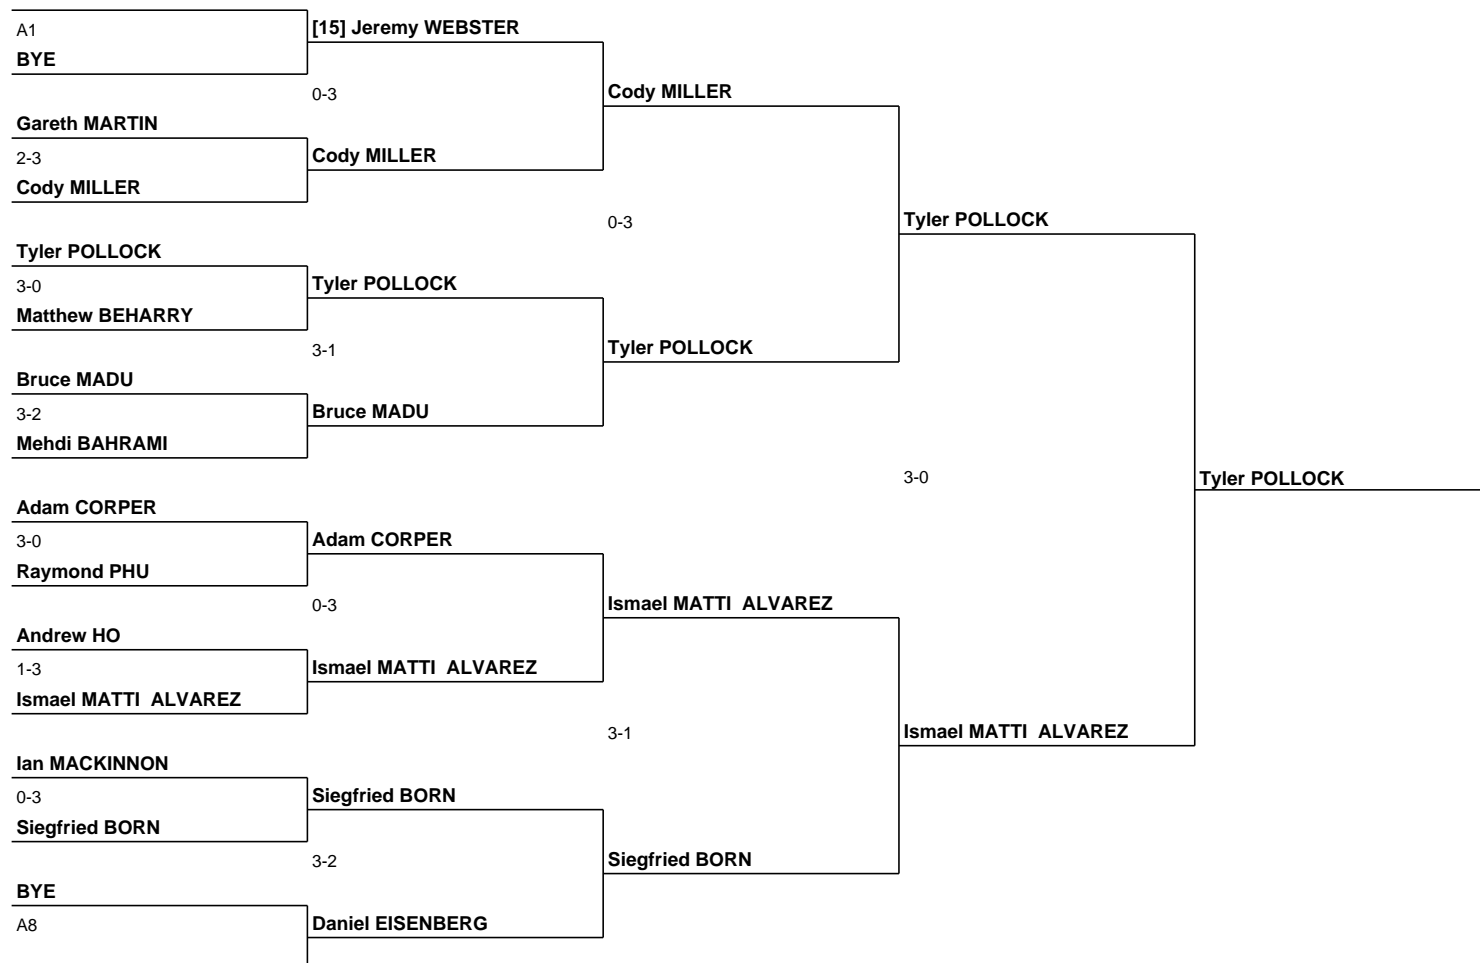 A1
BYE
[15] Jeremy WEBSTER
0-3
Gareth MARTIN
2-3
Cody MILLER
Cody MILLER
Cody MILLER
0-3
Tyler POLLOCK
3-0
Matthew BEHARRY
Tyler POLLOCK
3-1
Bruce MADU
3-2
Mehdi BAHRAMI
Bruce MADU
Tyler POLLOCK
Tyler POLLOCK
3-0
Tyler POLLOCK
Adam CORPER
3-0
Raymond PHU
Adam CORPER
0-3
Andrew HO
1-3
Ismael MATTI  ALVAREZ
Ismael MATTI  ALVAREZ
Ismael MATTI  ALVAREZ
3-1
Ismael MATTI  ALVAREZ
Ian MACKINNON
0-3
Siegfried BORN
Siegfried BORN
3-2
Siegfried BORN
BYE
A8
Daniel EISENBERG